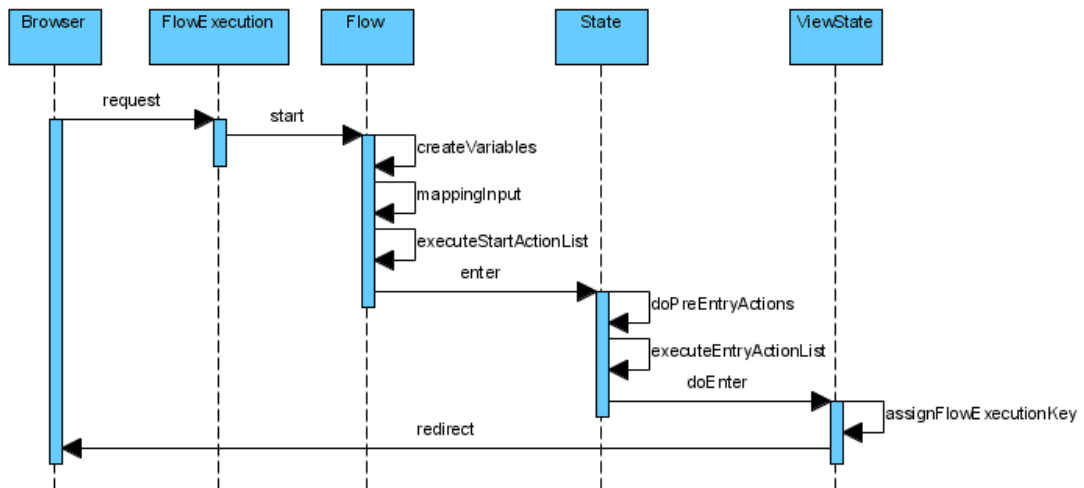 Browser
FlowExecution
Flow
State
ViewState
request
start
createVariables
mappingInput
executeStartActionList
enter
doPreEntryActions
executeEntryActionList
doEnter
assignFlowExecutionKey
redirect